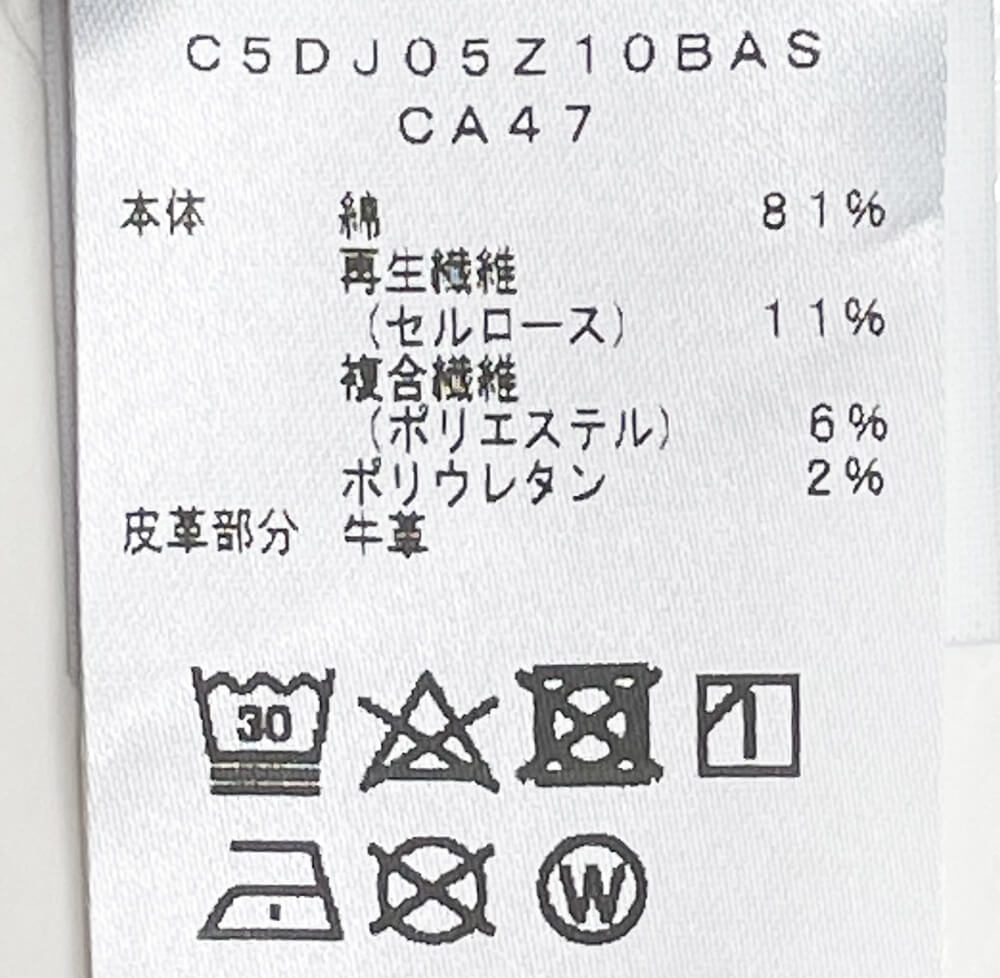 C5DJ05Z10BAS
CA47
本体 綿 81%
再生繊維
(セルロース) 11%
複合繊維
(ポリエステル) 6%
ポリウレタン 2%
皮革部分 牛革
30
W